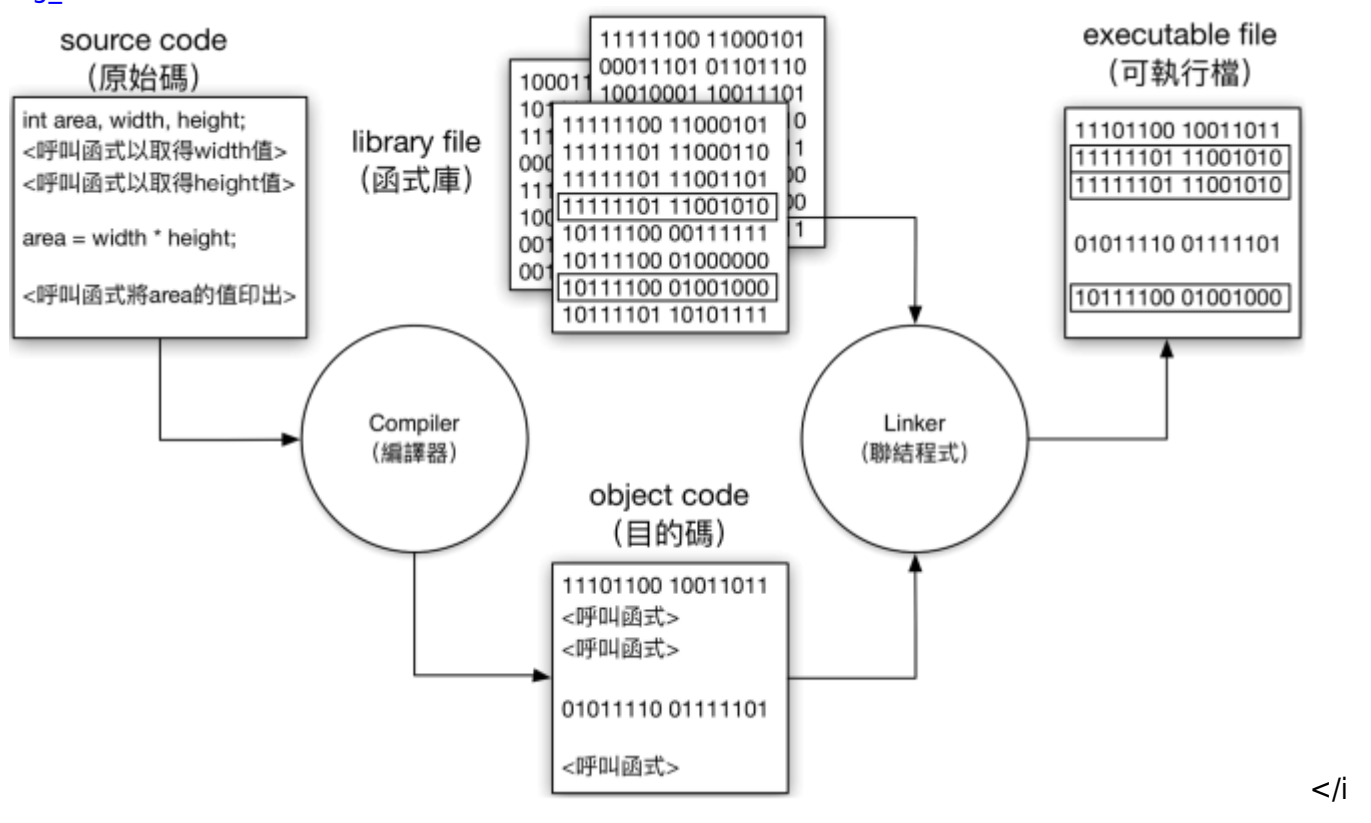 source code
(原始碼)
int area, width, height;
<呼叫函式以取得width值>
<呼叫函式以取得height值>
area = width * height;
<呼叫函式將area的值印出>
library file
(函式庫)
11111100 11000101
00011101 01101110
10010001 10011101
10001
11111100 11000101
11111101 11000110
11111101 11001101
11111101 11001010
10111100 00111111
10111100 01000000
10111100 01001000
10111101 10101111
executable file
(可執行檔)
11101100 10011011
11111101 11001010
11111101 11001010
01011110 01111101
10111100 01001000
Compiler
(編譯器)
Linker
(聯結程式)
object code
(目的碼)
11101100 10011011
<呼叫函式>
<呼叫函式>
01011110 01111101
<呼叫函式>
</i